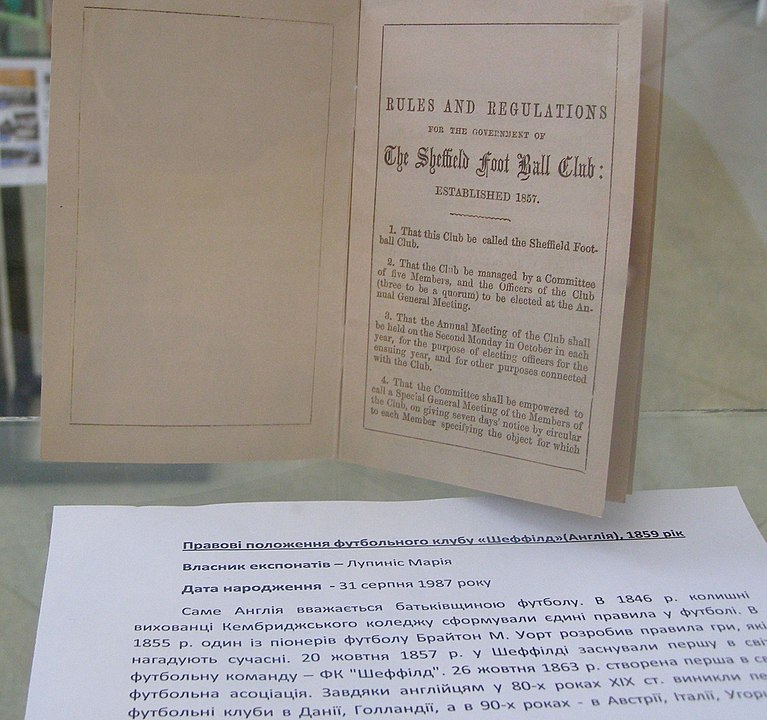 RULES AND REGULATIONS
FOR THE GOVERNMENT OF
The Sheffield Foot Ball Club:
ESTABLISHED 1857.
1. That this Club be called the Sheffield Foot-
ball Club.
2. That the Club be managed by a Committee
of five Members, and the Officers of the Club
(three to be a quorum) to be elected at the An-
nual General Meeting.
3. That the Annual Meeting of the Club shall
be held on the Second Monday in October in each
year, for the purpose of electing officers for the
ensuing year, and for other purposes connected
with the Club.
4. That the Committee shall be empowered to
call a Special General Meeting of the Members of
the Club, on giving seven days' notice by circular
to each Member specifying the object for which
Правові положення футбольного клубу «Шеффілд»(Англія), 1859 рік
Власник експонатів – Лупиніс Марія
Дата народження - 31 серпня 1987 року
Саме Англія вважається батьківщиною футболу. В 1846 р. колишні
вихованці Кембриджського коледжу сформували єдині правила у футболі. В
1855 р. один із піонерів футболу Брайтон М. Уорт розробив правила гри, які
нагадують сучасні. 20 жовтня 1857 р. у Шеффілді заснували першу в сві
футбольну команду – ФК "Шеффілд". 26 жовтня 1863 р. створена перша в св
футбольна асоціація. Завдяки англійцям у 80-х роках ХІХ ст. виникли пе
футбольні клуби в Данії, Голландії, а в 90-х роках - в Австрії, Італії, Угор